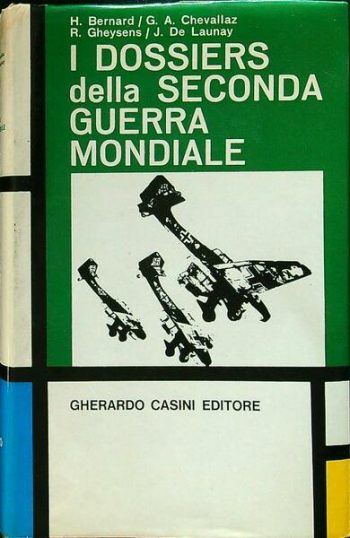 H. Bernard / G. A. Chevallaz
R. Gheysens / J. De Launay
I DOSSIERS
della SECONDA
GUERRA
MONDIALE
GHERARDO CASINI EDITORE